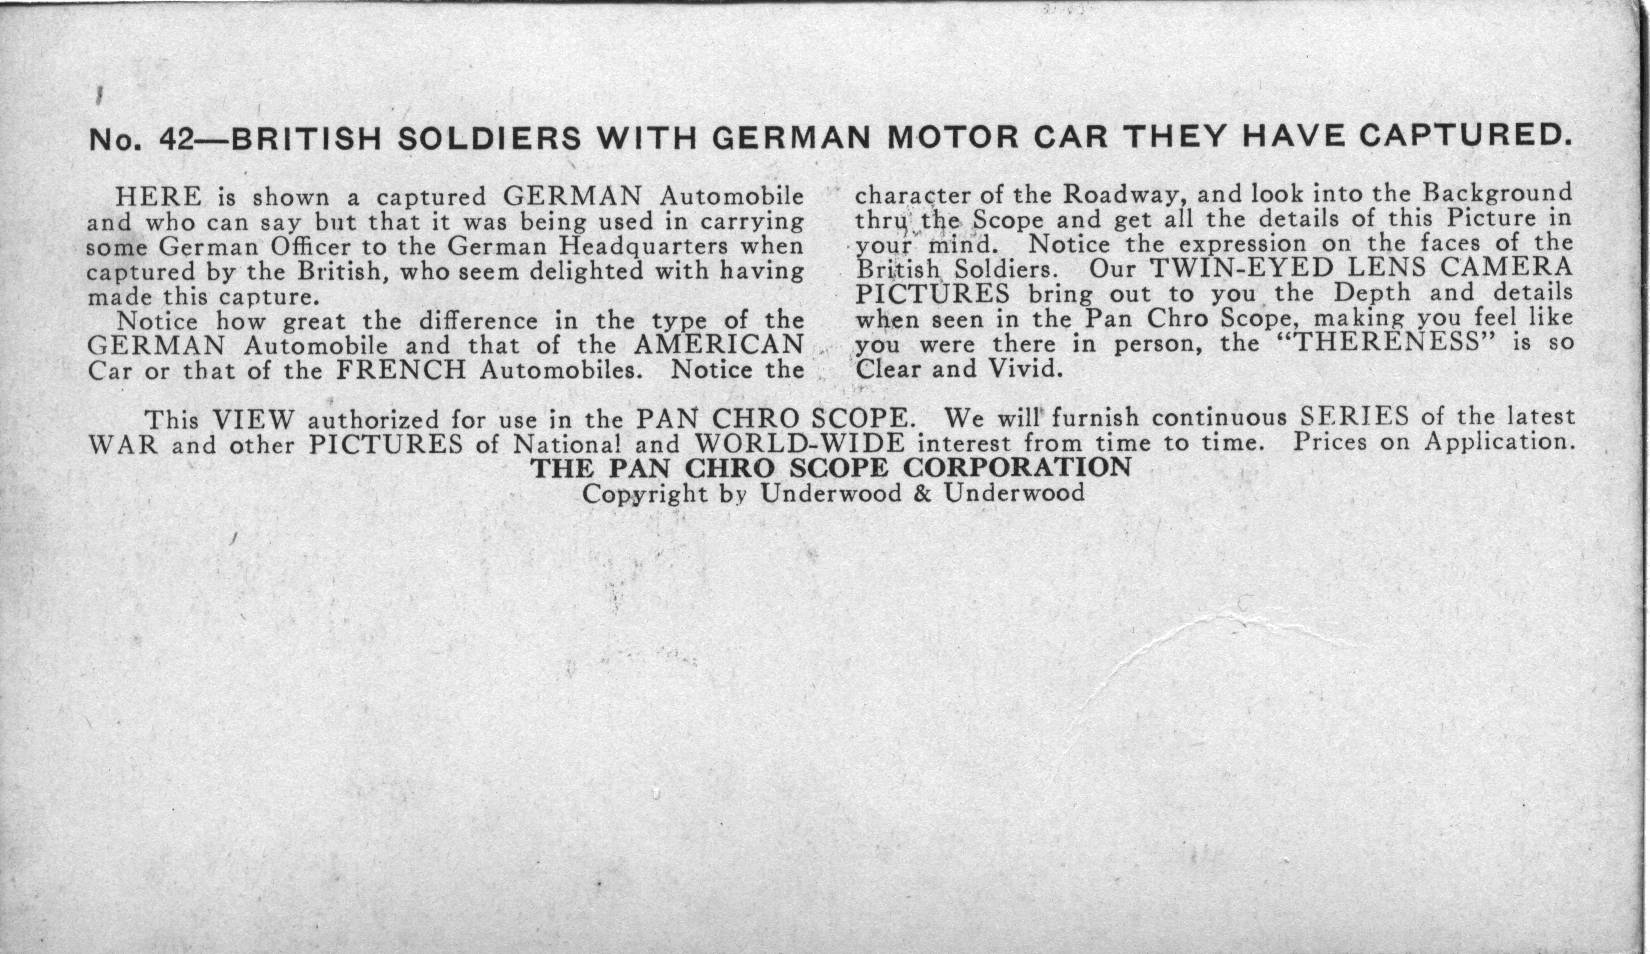 No. 42—BRITISH SOLDIERS WITH GERMAN MOTOR CAR THEY HAVE CAPTURED.
HERE is shown a captured GERMAN Automobile
and who can say but that it was being used in carrying
some German Officer to the German Headquarters when
captured by the British, who seem delighted with having
made this capture.
Notice how great the difference in the type of the
GERMAN Automobile and that of the AMERICAN
Car or that of the FRENCH Automobiles. Notice the
character of the Roadway, and look into the Background
thru the Scope and get all the details of this Picture in
your mind. Notice the expression on the faces of the
British Soldiers. Our TWIN-EYED LENS CAMERA
PICTURES bring out to you the Depth and details
when seen in the Pan Chro Scope, making you feel like
you were there in person, the “THERENESS” is so
Clear and Vivid.
This VIEW authorized for use in the PAN CHRO SCOPE. We will furnish continuous SERIES of the latest
WAR and other PICTURES of National and WORLD-WIDE interest from time to time. Prices on Application.
THE PAN CHRO SCOPE CORPORATION
Copyright by Underwood & Underwood